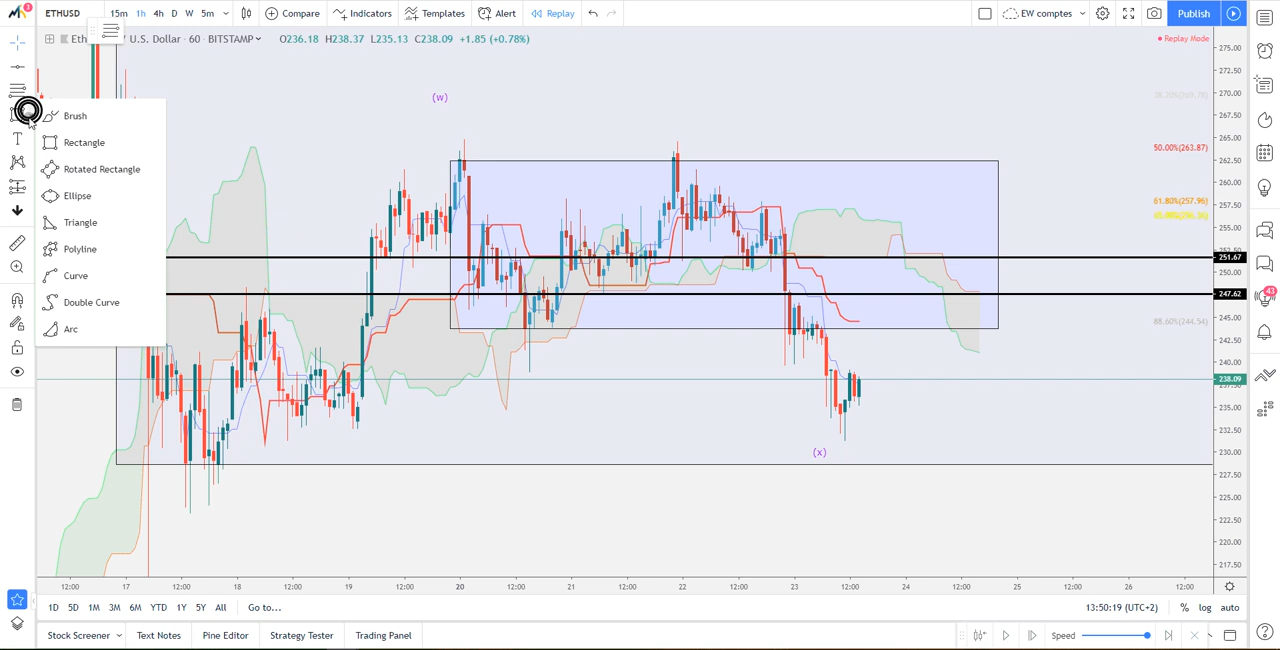 ETHUSD 15m 1h 4h D W 5m Compare Indicators Templates Alert Replay EW comptes Publish
U.S. Dollar · 60 · BITSTAMP O236.18 H238.37 L235.13 C238.09 +1.85 (+0.78%)
Replay Mode
Brush
Rectangle
Rotated Rectangle
Ellipse
Triangle
Polyline
Curve
Double Curve
Arc
(w)
(x)
50.00%(263.87)
61.80%(257.96)
88.60%(244.54)
275.00
272.50
270.00
267.50
265.00
262.50
260.00
257.50
255.00
251.67
250.00
247.62
245.00
242.50
240.00
238.09
235.00
232.50
230.00
227.50
225.00
222.50
220.00
217.50
43
12:00 17 12:00 18 12:00 19 12:00 20 12:00 21 12:00 22 12:00 23 12:00 24 12:00 25 12:00 26 12:00
1D 5D 1M 3M 6M YTD 1Y 5Y All Go to... 13:50:19 (UTC+2) % log auto
Stock Screener Text Notes Pine Editor Strategy Tester Trading Panel Speed